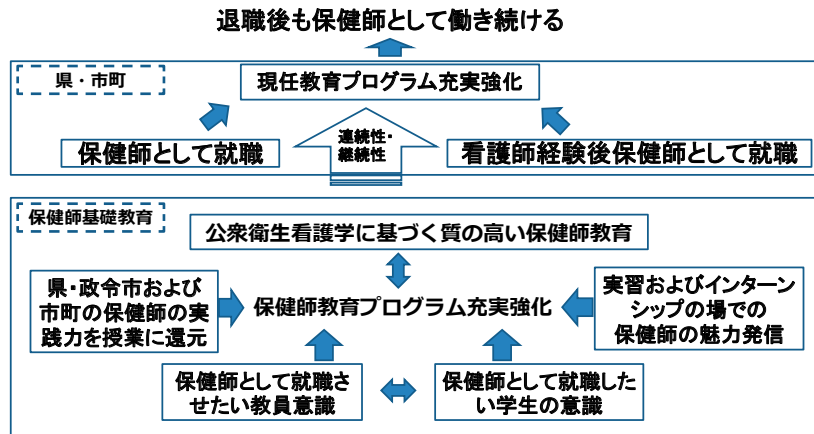 退職後も保健師として働き続ける
県・市町
現任教育プログラム充実強化
保健師として就職
連続性・
継続性
看護師経験後保健師として就職
保健師基礎教育
公衆衛生看護学に基づく質の高い保健師教育
県・政令市および
市町の保健師の実
践力を授業に還元
保健師教育プログラム充実強化
実習およびインターン
シップの場での
保健師の魅力発信
保健師として就職さ
せたい教員意識
保健師として就職した
い学生の意識